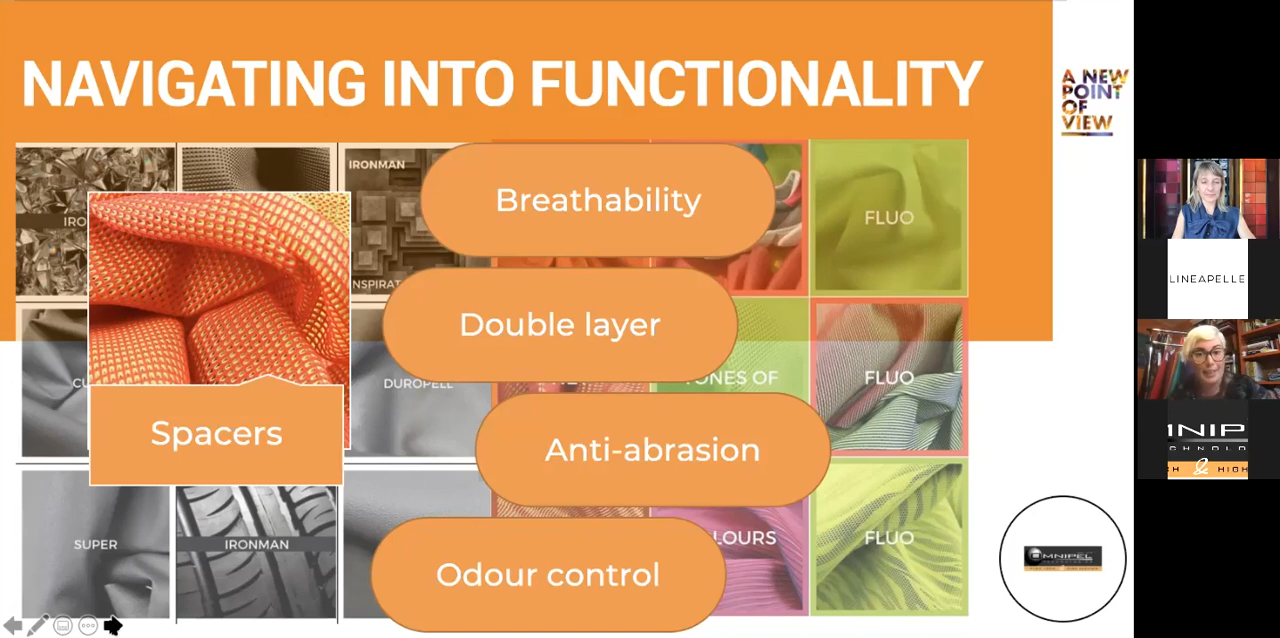 NAVIGATING INTO FUNCTIONALITY
A NEW
POINT
OF
VIEW
IRONMAN
Breathability
FLUO
Double layer
DUROPELL
FLUO
Spacers
Anti-abrasion
SUPER
IRONMAN
FLUO
Odour control
OMNIPEL
LINEAPELLE